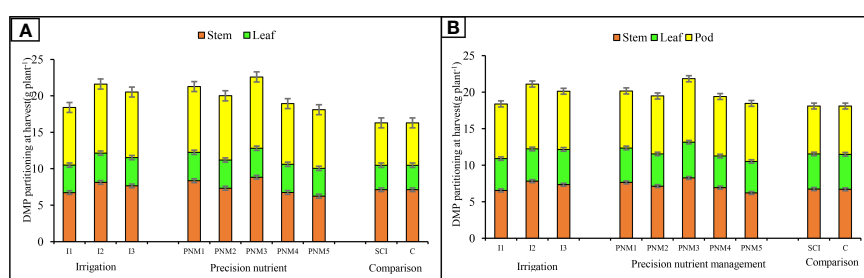 A
Stem Leaf
DMP partitioning at harvest(g plant-1)
25
20
15
10
5
0
I1 I2 I3 PNM1 PNM2 PNM3 PNM4 PNM5 SCI C
Irrigation Precision nutrient Comparison
B
Stem Leaf Pod
DMP partitioning at harvest(g plant-1)
25
20
15
10
5
0
I1 I2 I3 PNM1 PNM2 PNM3 PNM4 PNM5 SCI C
Irrigation Precision nutrient management Comparison